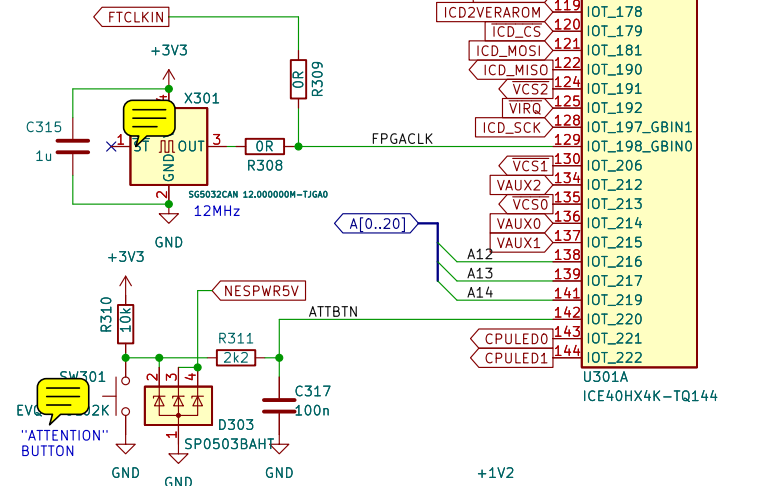 FTCLKIN
+3V3
0R
R309
X301
C315
1u
1
ST
OUT
3
GND
2
0R
R308
FPGACLK
SG5032CAN 12.000000M-TJGA0
12MHz
GND
ICD2VERAROM
119
IOT_178
ICD_CS
120
IOT_179
ICD_MOSI
121
IOT_181
ICD_MISO
122
IOT_190
VCS2
124
IOT_191
VIRQ
125
IOT_192
ICD_SCK
128
IOT_197_GBIN1
129
IOT_198_GBIN0
VCS1
130
IOT_206
VAUX2
134
IOT_212
VCS0
135
IOT_213
VAUX0
136
IOT_214
VAUX1
137
IOT_215
A[0..20]
A12
138
IOT_216
A13
139
IOT_217
A14
141
IOT_219
142
IOT_220
CPULED0
143
IOT_221
CPULED1
144
IOT_222
U301A
ICE40HX4K-TQ144
+3V3
R310
10k
NESPWR5V
ATTBTN
R311
2k2
SW301
2
3
4
1
D303
SP0503BAHT
C317
100n
"ATTENTION"
BUTTON
GND
GND
GND
+1V2